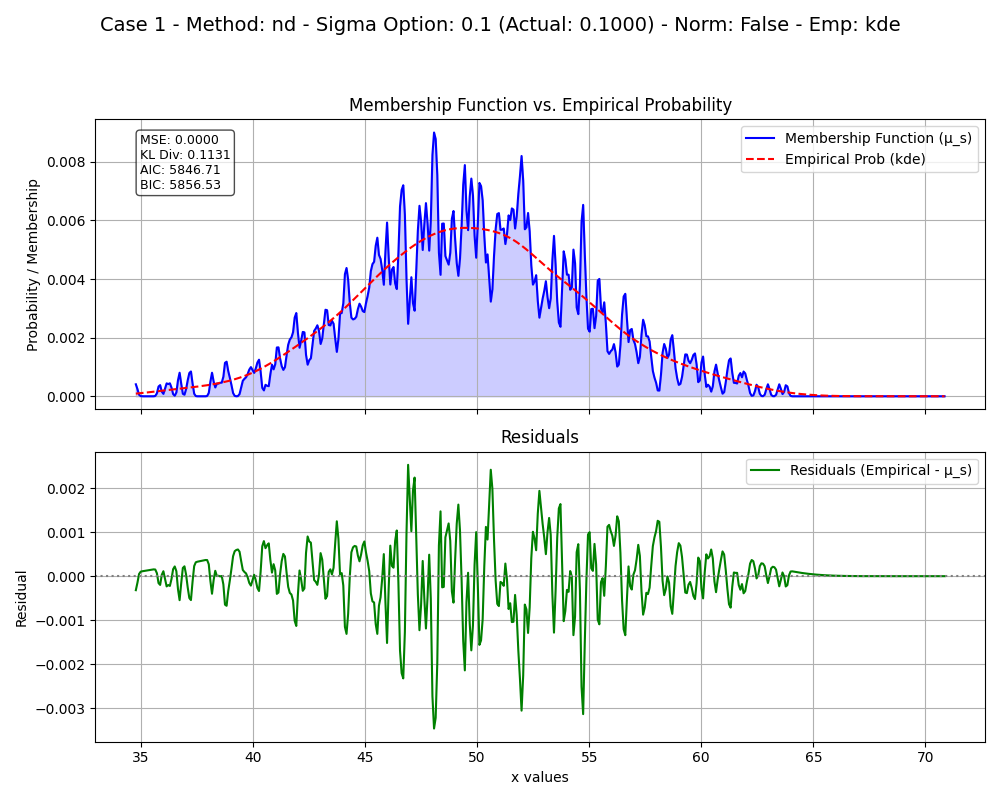 Case 1 - Method: nd - Sigma Option: 0.1 (Actual: 0.1000) - Norm: False - Emp: kde
Membership Function vs. Empirical Probability
MSE: 0.0000
KL Div: 0.1131
AIC: 5846.71
BIC: 5856.53
Membership Function (μ_s)
Empirical Prob (kde)
Probability / Membership
0.008
0.006
0.004
0.002
0.000
Residuals
Residuals (Empirical - μ_s)
Residual
0.002
0.001
0.000
−0.001
−0.002
−0.003
35 40 45 50 55 60 65 70
x values